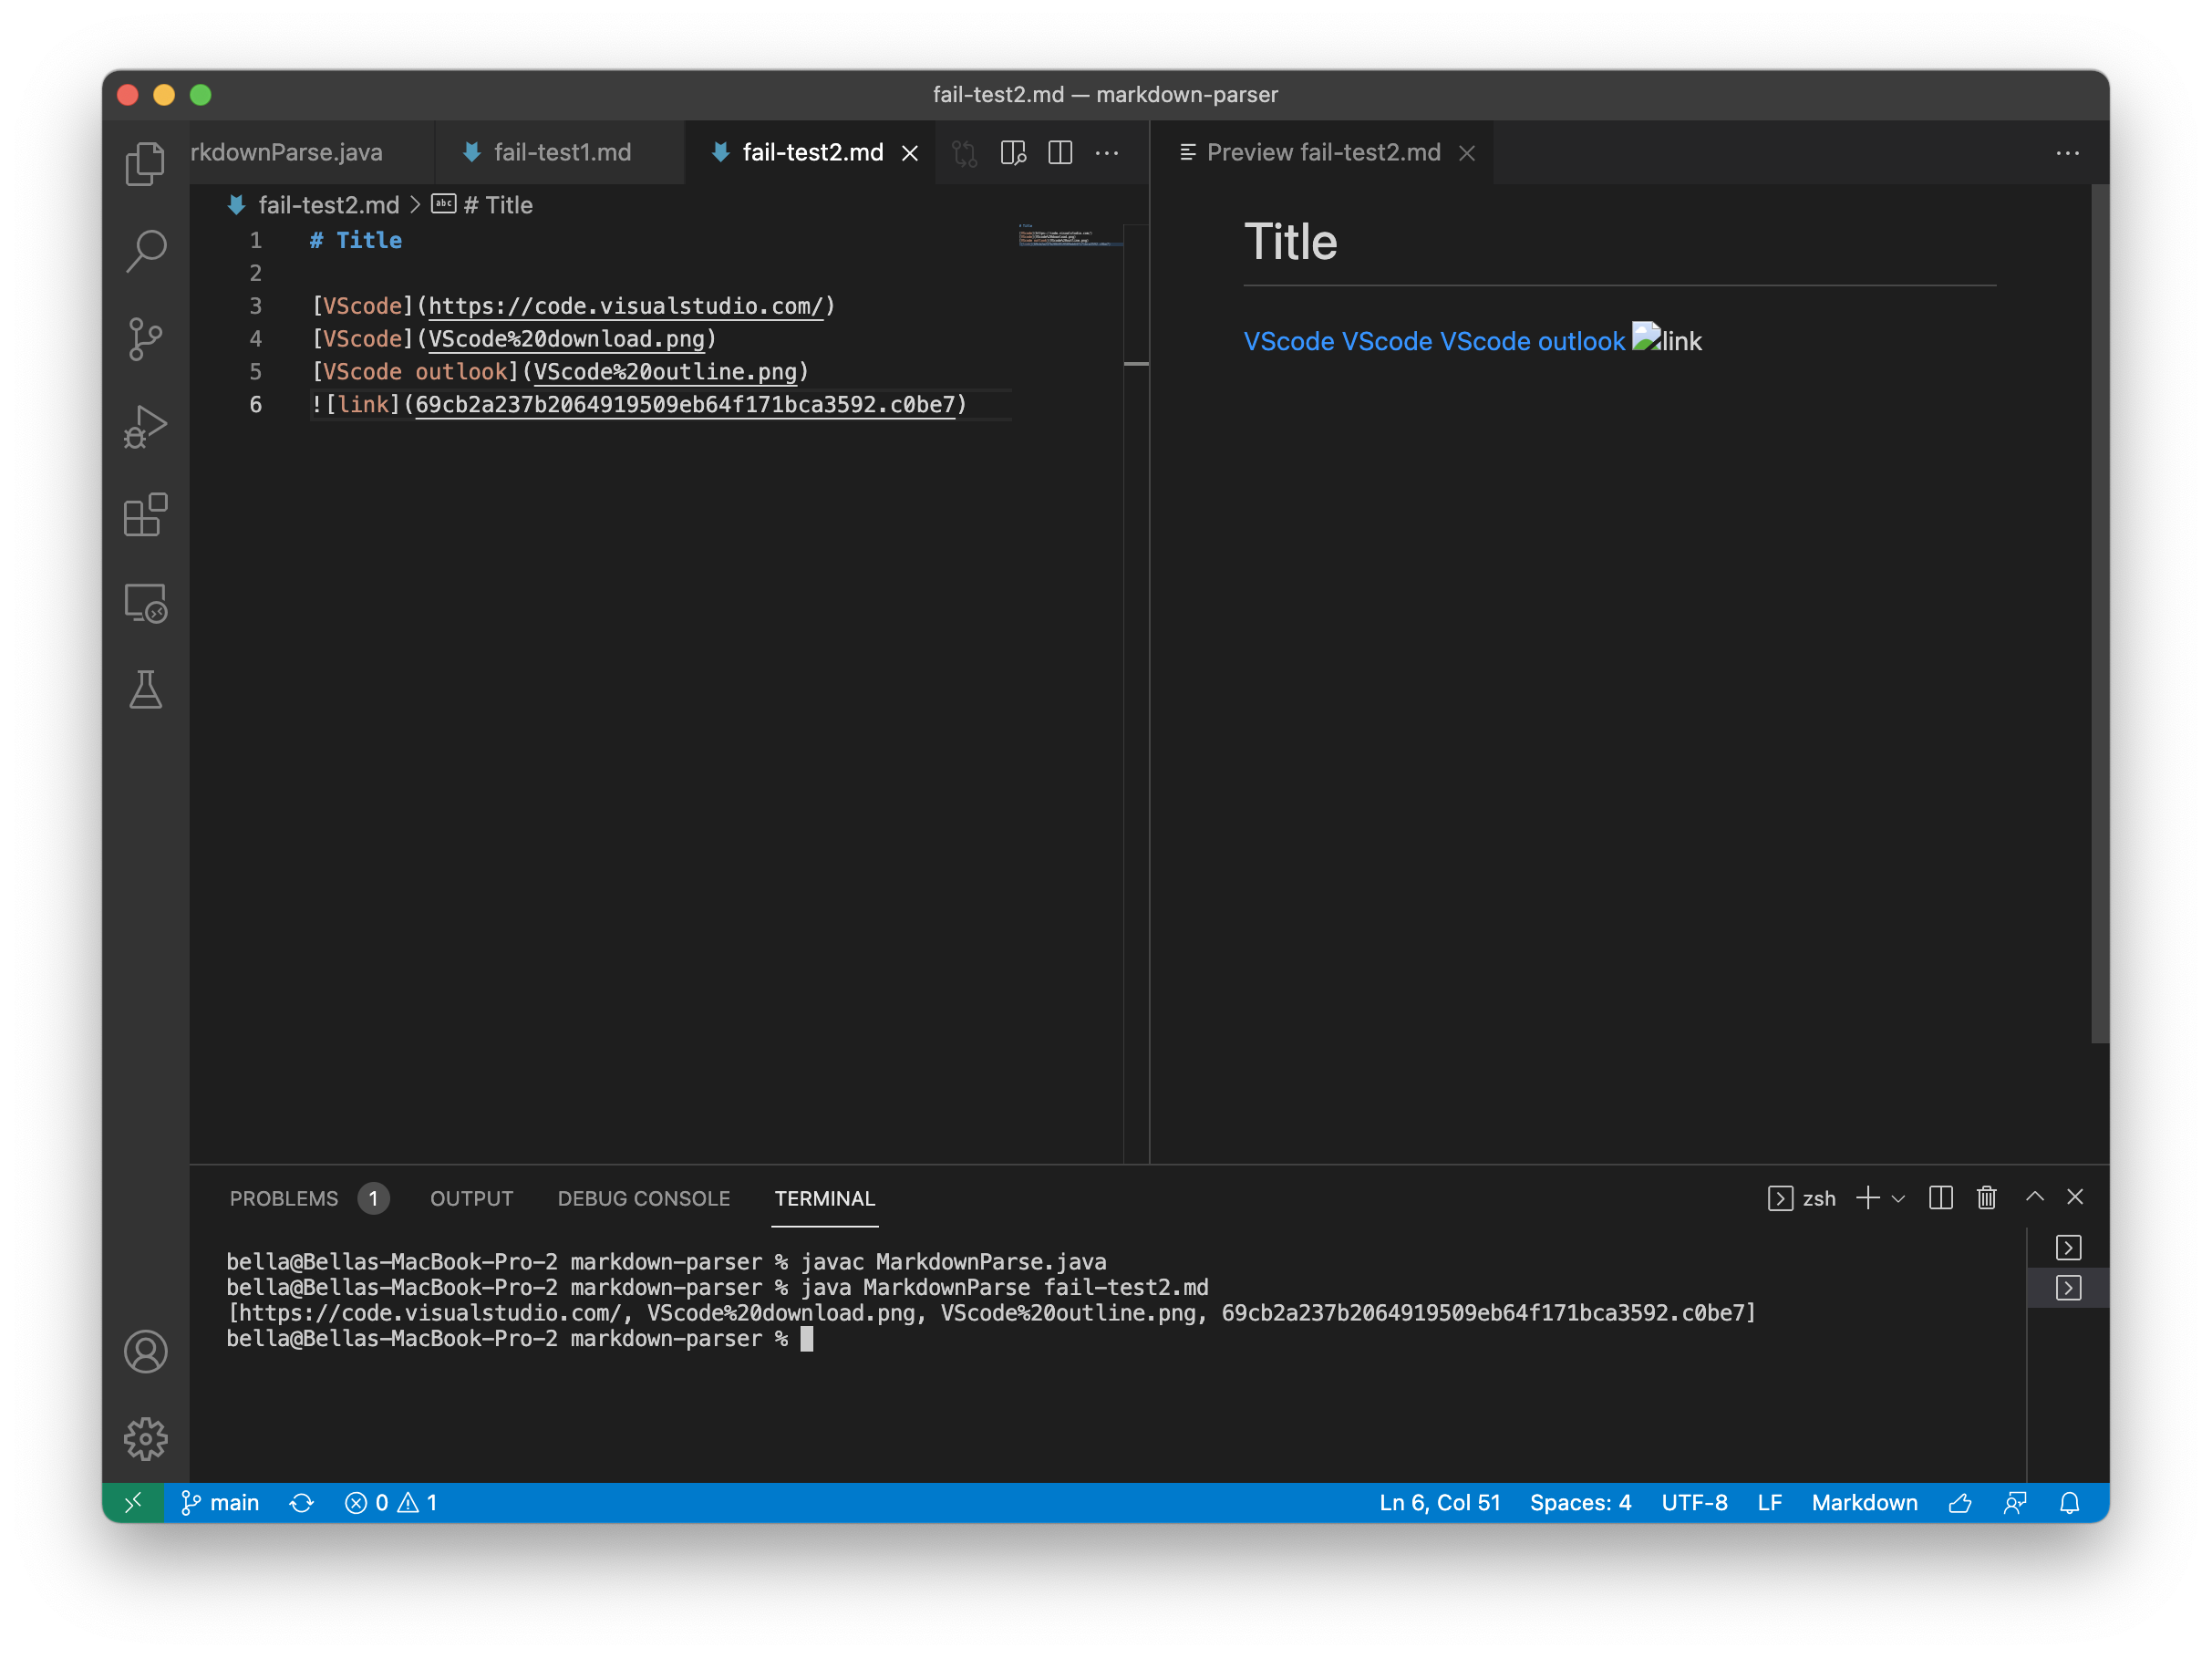 fail-test2.md — markdown-parser
rkdownParse.java
fail-test1.md
fail-test2.md
Preview fail-test2.md
fail-test2.md > abc # Title
1 # Title
2
3 [VScode](https://code.visualstudio.com/)
4 [VScode](VScode%20download.png)
5 [VScode outlook](VScode%20outline.png)
6 ![link](69cb2a237b2064919509eb64f171bca3592.c0be7)
Title
VScode VScode VScode outlook link
PROBLEMS 1 OUTPUT DEBUG CONSOLE TERMINAL
zsh
bella@Bellas-MacBook-Pro-2 markdown-parser % javac MarkdownParse.java
bella@Bellas-MacBook-Pro-2 markdown-parser % java MarkdownParse fail-test2.md
[https://code.visualstudio.com/, VScode%20download.png, VScode%20outline.png, 69cb2a237b2064919509eb64f171bca3592.c0be7]
bella@Bellas-MacBook-Pro-2 markdown-parser %
main 0 1
Ln 6, Col 51 Spaces: 4 UTF-8 LF Markdown